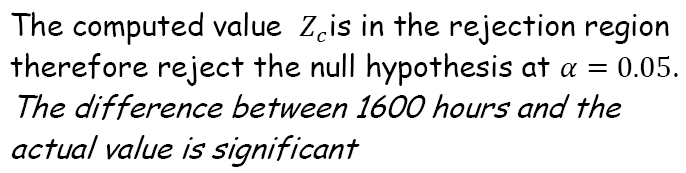 The computed value Z_c is in the rejection region
therefore reject the null hypothesis at α = 0.05.
The difference between 1600 hours and the
actual value is significant